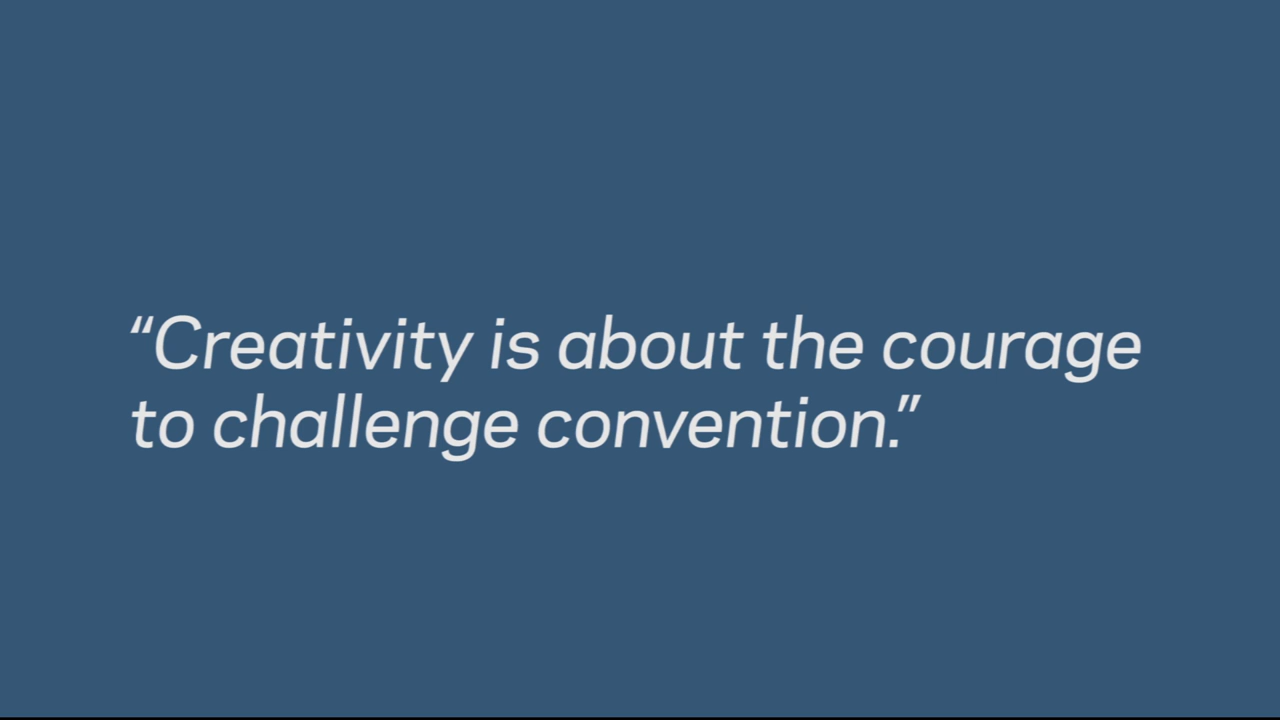 “Creativity is about the courage
to challenge convention.”